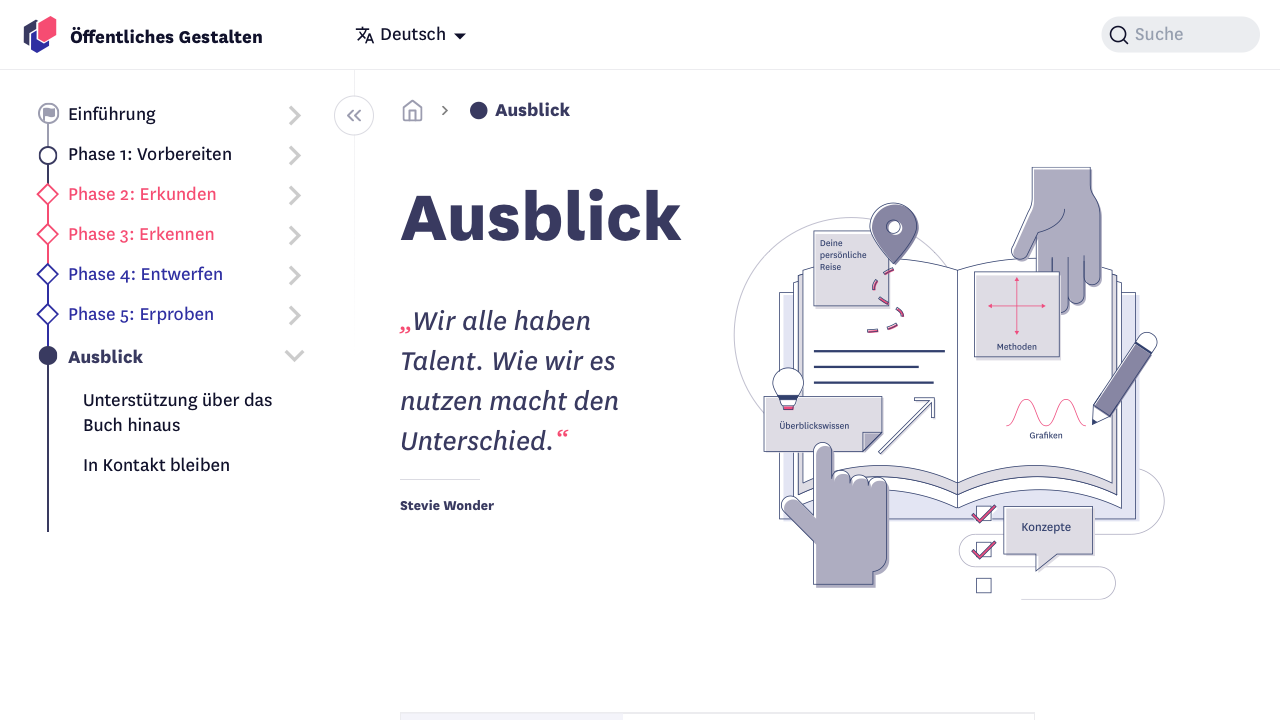 Öffentliches Gestalten
Deutsch
Suche
Einführung
Phase 1: Vorbereiten
Phase 2: Erkunden
Phase 3: Erkennen
Phase 4: Entwerfen
Phase 5: Erproben
Ausblick
Unterstützung über das
Buch hinaus
In Kontakt bleiben
Ausblick
Ausblick
„Wir alle haben
Talent. Wie wir es
nutzen macht den
Unterschied.“
Stevie Wonder
Deine
persönliche
Reise
Methoden
Überblickswissen
Grafiken
Konzepte